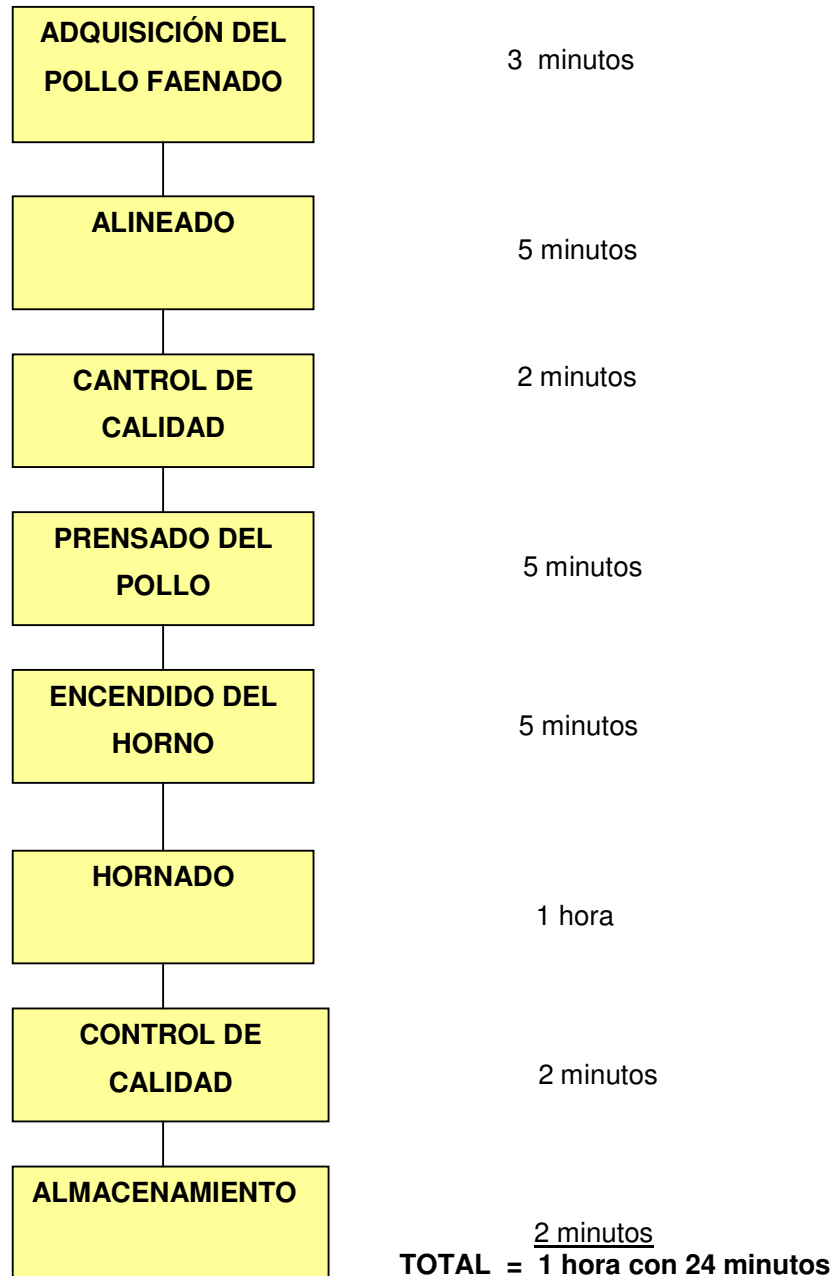 ADQUISICIÓN DEL
POLLO FAENADO
3 minutos
ALINEADO
5 minutos
CANTROL DE
CALIDAD
2 minutos
PRENSADO DEL
POLLO
5 minutos
ENCENDIDO DEL
HORNO
5 minutos
HORNADO
1 hora
CONTROL DE
CALIDAD
2 minutos
ALMACENAMIENTO
2 minutos
TOTAL = 1 hora con 24 minutos